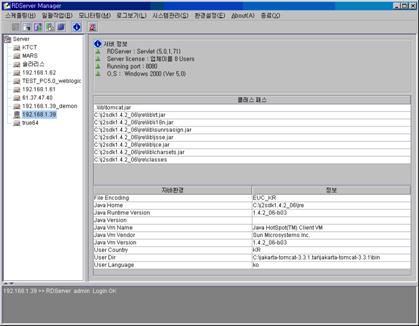 RDServer Manager
스케쥴링(H) 일괄작업(B) 모니터링(M) 로그보기(L) 시스템관리(S) 환경설정(E) About(A) 종료(X)
Server
KTCT
MARS
솔라리스
192.168.1.62
TEST_PC5.0_weblogic
192.168.1.61
61.37.47.40
192.168.1.39_demon
192.168.1.39
true64
서버 정보
RDServer : Servlet (5,0,1,71)
Server license : 업체이름 8 Users
Running port : 8080
O,S : Windows 2000 (Ver 5,0)
클래스 패스
..\lib\tomcat.jar
C:\j2sdk1.4.2_06\jre\lib\rt.jar
C:\j2sdk1.4.2_06\jre\lib\i18n.jar
C:\j2sdk1.4.2_06\jre\lib\sunrsasign.jar
C:\j2sdk1.4.2_06\jre\lib\jsse.jar
C:\j2sdk1.4.2_06\jre\lib\jce.jar
C:\j2sdk1.4.2_06\jre\lib\charsets.jar
C:\j2sdk1.4.2_06\jre\classes
자바환경 정보
File Encoding EUC_KR
Java Home C:\j2sdk1.4.2_06\jre
Java Runtime Version 1.4.2_06-b03
Java Version
Java Vm Name Java HotSpot(TM) Client VM
Java Vm Vendor Sun Microsystems Inc.
Java Vm Version 1.4.2_06-b03
User Country KR
User Dir C:\jakarta-tomcat-3.3.1.tar\jakarta-tomcat-3.3.1\bin
User Language ko
192.168.1.39 >> RDServer admin Login OK